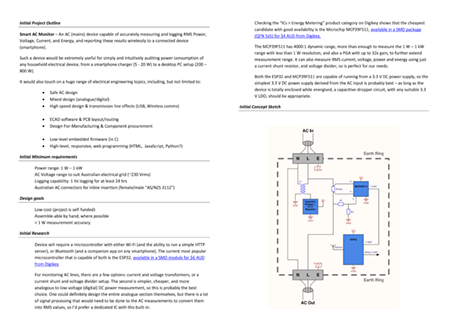 Initial Project Outline
Smart AC Monitor – An AC (mains) device capable of accurately measuring and logging RMS Power,
Voltage, Current, and Energy, and reporting these results wirelessly to a connected device
(smartphone).
Such a device would be extremely useful for simply and intuitively auditing power consumption of
any household electrical device, from a smartphone charger (5 - 20 W) to a desktop PC setup (200 –
800 W).
It would also touch on a huge range of electrical engineering topics, including, but not limited to:
• Safe AC design
• Mixed design (analogue/digital)
• High-speed design & transmission line effects (USB, Wireless comms)
• ECAD software & PCB layout/routing
• Design-For-Manufacturing & Component procurement
• Low-level embedded firmware (in C)
• High-level, responsive, web programming (HTML, JavaScript, Python?)
Initial Minimum requirements
Power range: 1 W – 1 kW
AC Voltage range to suit Australian electrical grid (~230 Vrms)
Logging capability: 1 Hz logging for at least 24 hrs
Australian AC connectors for inline insertion (female/male "AS/NZS 3112")
Design goals
Low-cost (project is self-funded)
Assemble-able by hand, where possible
< 1 W measurement accuracy
Initial Research
Device will require a microcontroller with either Wi-Fi (and the ability to run a simple HTTP
server), or Bluetooth (and a companion app on any smartphone). The current most popular
microcontroller that is capable of both is the ESP32, available in a SMD module for $6 AUD
from Digikey.
For monitoring AC lines, there are a few options: current and voltage transformers, or a
current shunt and voltage divider setup. The second is simpler, cheaper, and more
analogous to low-voltage (digital) DC power measurement, so this is probably the best
choice. One could definitely design the entire analogue section themselves, but there is a lot
of signal processing that would need to be done to the AC measurements to convert them
into RMS values, so I'd prefer a dedicated IC with this built-in.
Checking the "ICs > Energy Metering" product category on Digikey shows that the cheapest
candidate with good availability is the Microchip MCP39F511, available in a SMD package
(QFN 5x5) for $4 AUD from Digikey.
The MCP39F511 has 4000:1 dynamic range, more than enough to measure the 1 W – 1 kW
range with less than 1 W resolution, and also a PGA with up to 32x gain, to further extend
measurement range. It can also measure RMS current, voltage, power and energy using just
a current shunt resistor, and voltage divider, so is perfect for our needs.
Both the ESP32 and MCP39F511 are capable of running from a 3.3 V DC power supply, so the
simplest 3.3 V DC power supply derived from the AC input is probably best – as long as the
device is totally enclosed while energised, a capacitive-dropper circuit, with any suitable 3.3
V LDO, should be appropriate.
Initial Concept Sketch
AC In
Earth Ring
N L E
N L E
Earth Ring
AC Out